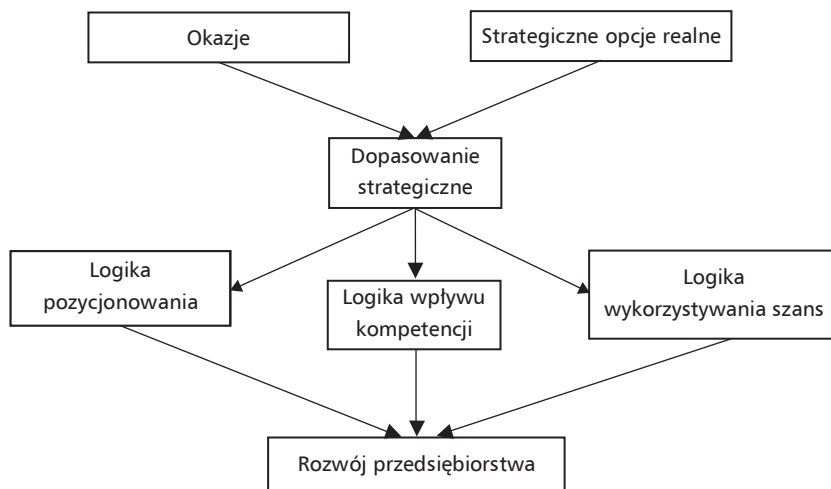 Okazje
Strategiczne opcje realne
Dopasowanie
strategiczne
Logika
pozycjonowania
Logika wpływu
kompetencji
Logika
wykorzystywania szans
Rozwój przedsiębiorstwa